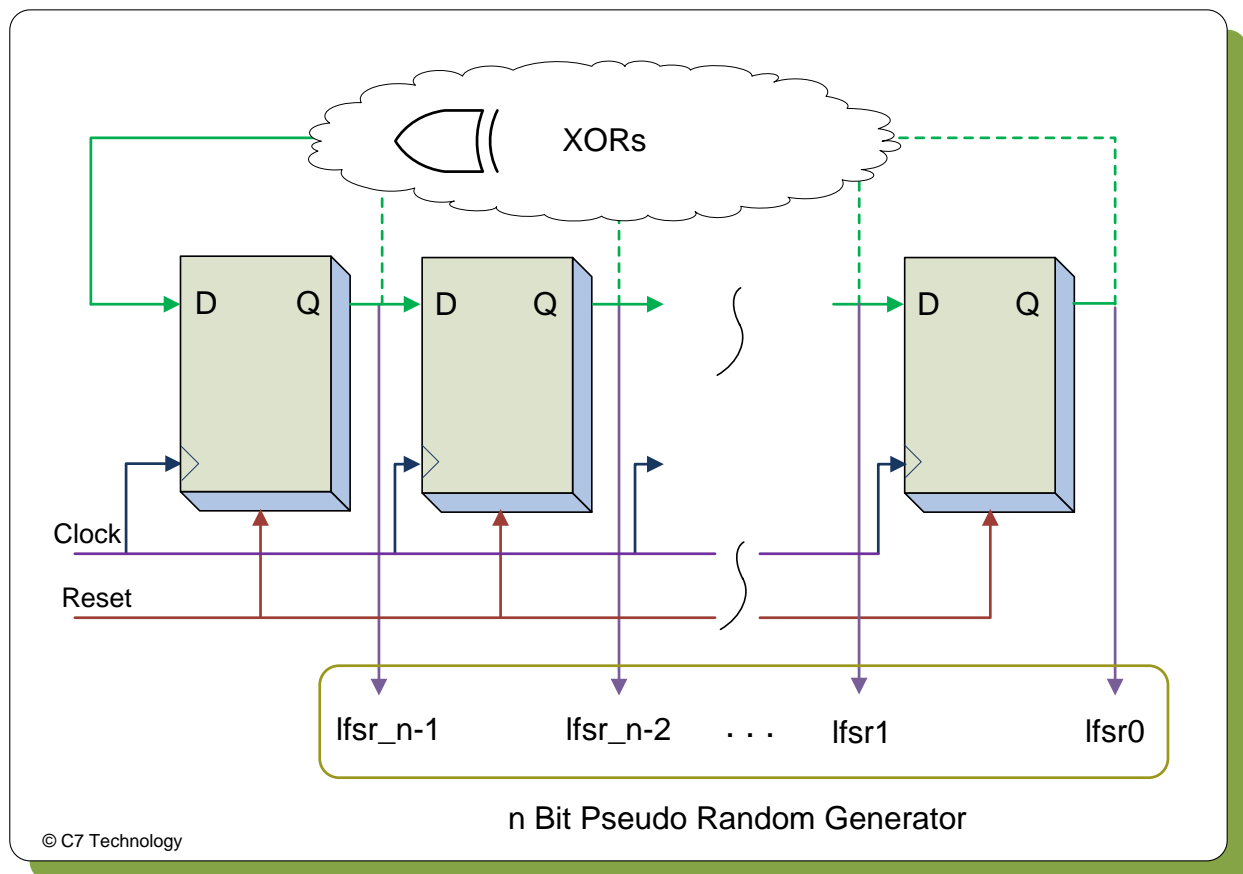 XORs
D Q D Q D Q
Clock
Reset
lfsr_n-1 lfsr_n-2 . . . lfsr1 lfsr0
n Bit Pseudo Random Generator
© C7 Technology